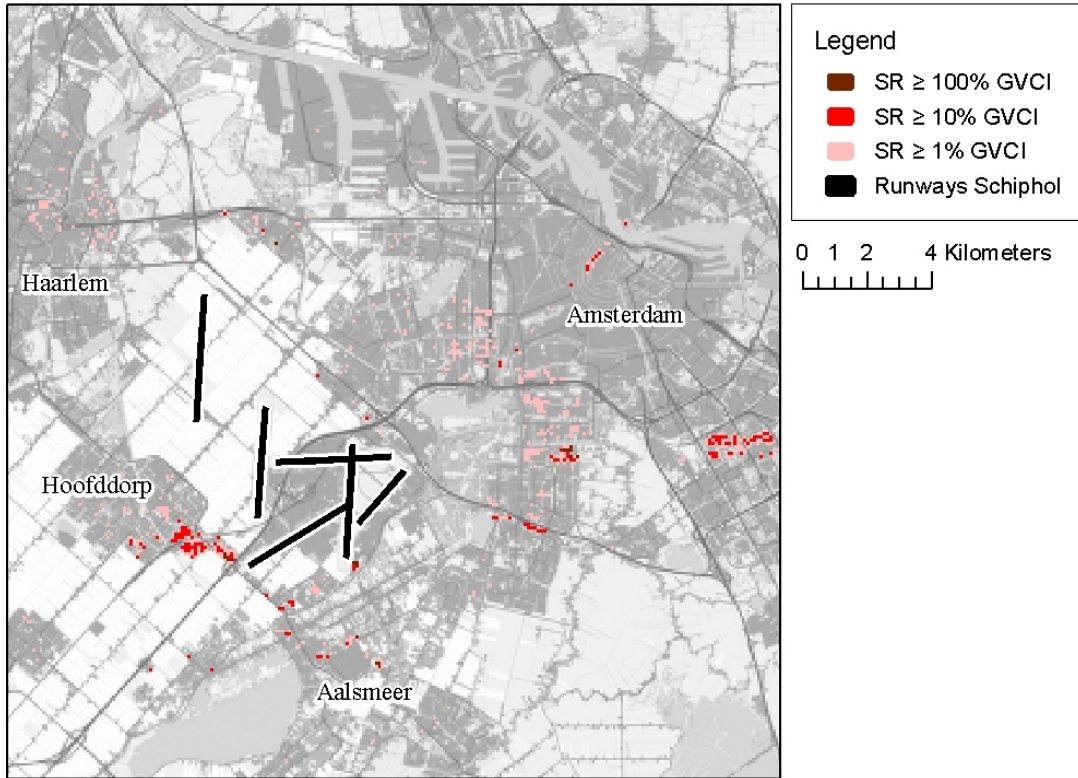 Legend
SR ≥ 100% GVCI
SR ≥ 10% GVCI
SR ≥ 1% GVCI
Runways Schiphol
0 1 2 4 Kilometers
Haarlem
Amsterdam
Hoofddorp
Aalsmeer